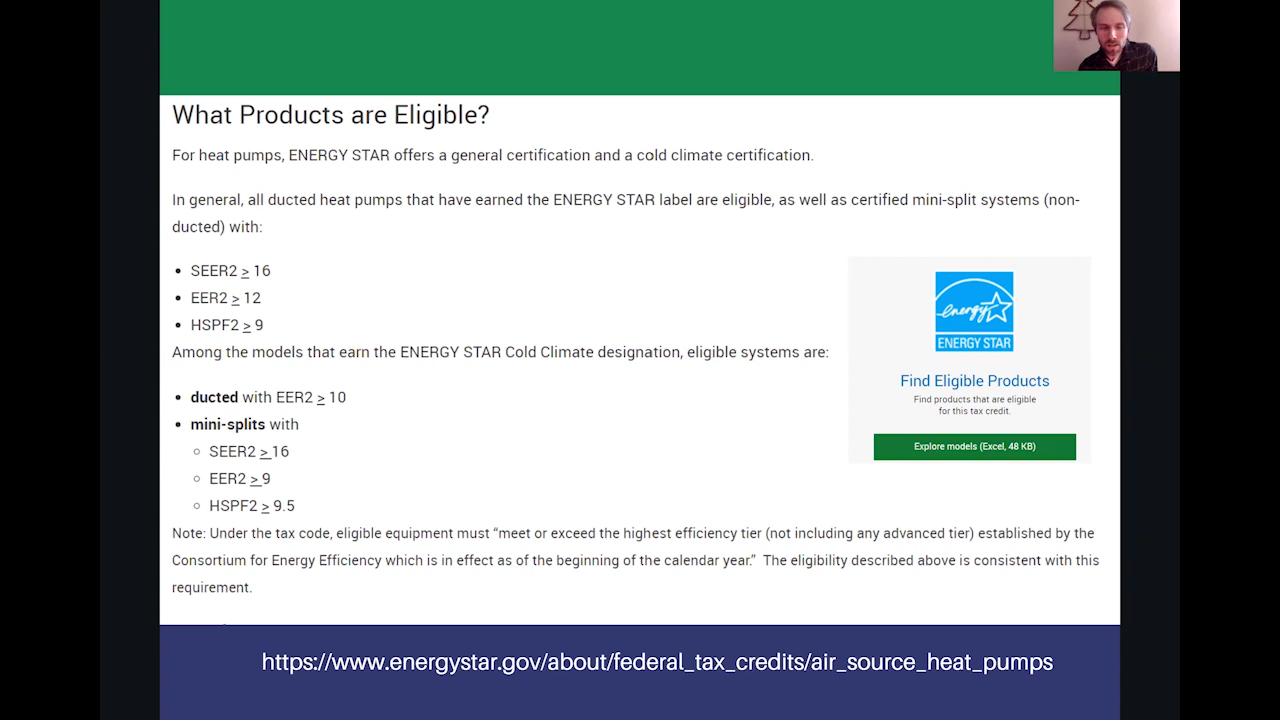 What Products are Eligible?
For heat pumps, ENERGY STAR offers a general certification and a cold climate certification.
In general, all ducted heat pumps that have earned the ENERGY STAR label are eligible, as well as certified mini-split systems (non-
ducted) with:
• SEER2 ≥ 16
• EER2 ≥ 12
• HSPF2 ≥ 9
Among the models that earn the ENERGY STAR Cold Climate designation, eligible systems are:
• ducted with EER2 ≥ 10
• mini-splits with
○ SEER2 ≥ 16
○ EER2 ≥ 9
○ HSPF2 ≥ 9.5
energy
ENERGY STAR
Find Eligible Products
Find products that are eligible
for this tax credit.
Explore models (Excel, 48 KB)
Note: Under the tax code, eligible equipment must “meet or exceed the highest efficiency tier (not including any advanced tier) established by the
Consortium for Energy Efficiency which is in effect as of the beginning of the calendar year.” The eligibility described above is consistent with this
requirement.
https://www.energystar.gov/about/federal_tax_credits/air_source_heat_pumps